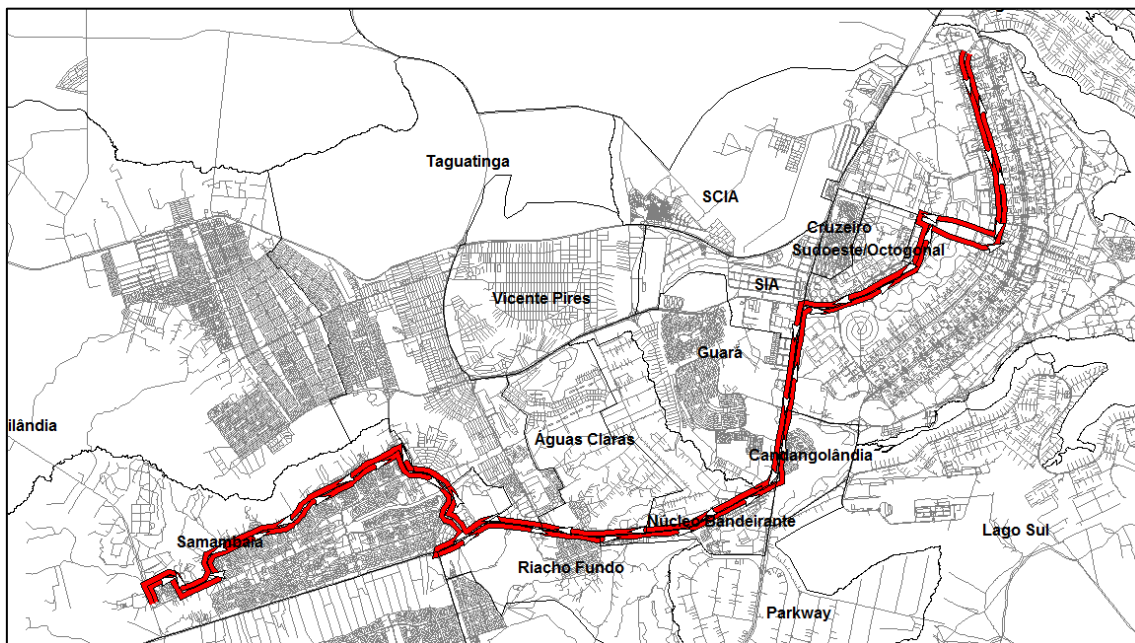 Taguatinga
SCIA
Cruzeiro
Sudoeste/Octogonal
SIA
Vicente Pires
Guará
ilândia
Águas Claras
Candangolândia
Núcleo Bandeirante
Samambaia
Lago Sul
Riacho Fundo
Parkway